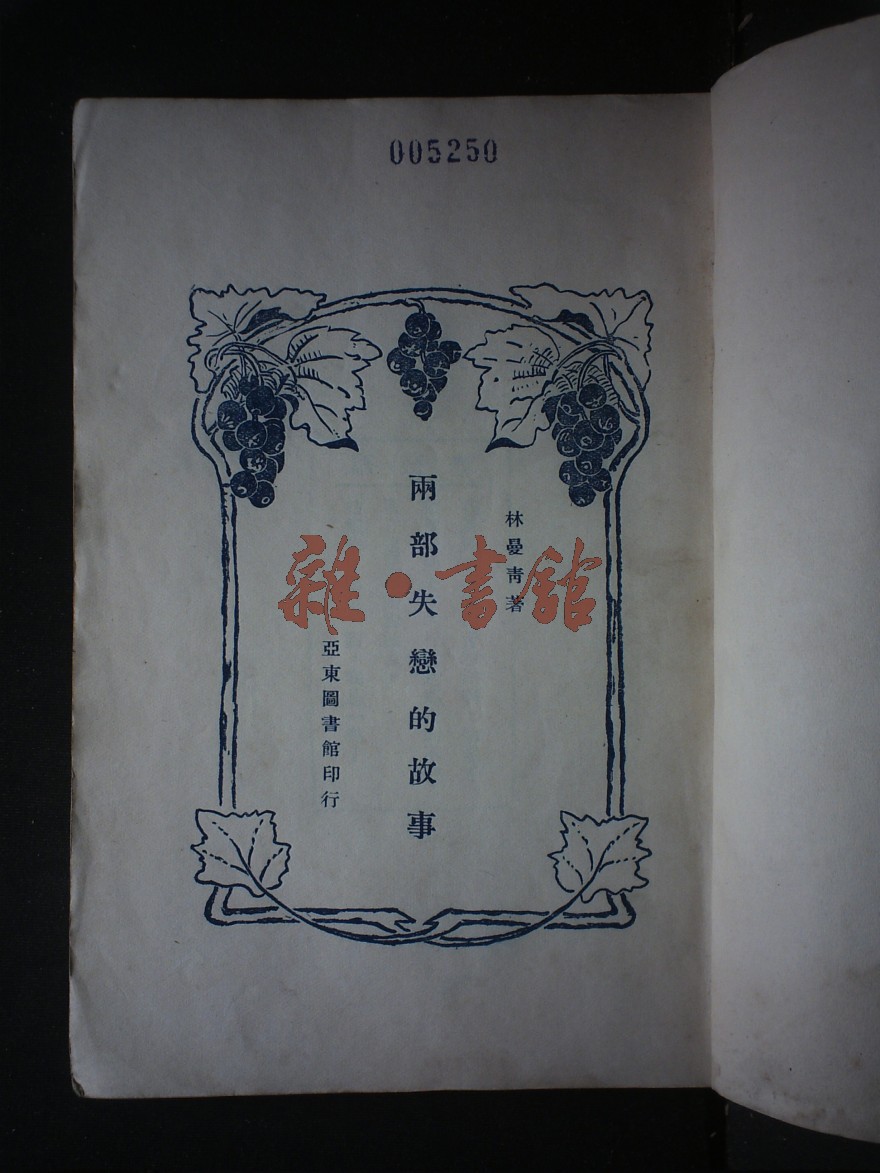 005250
林曼青著
兩部失戀的故事
亞東圖書館印行
雜·書館